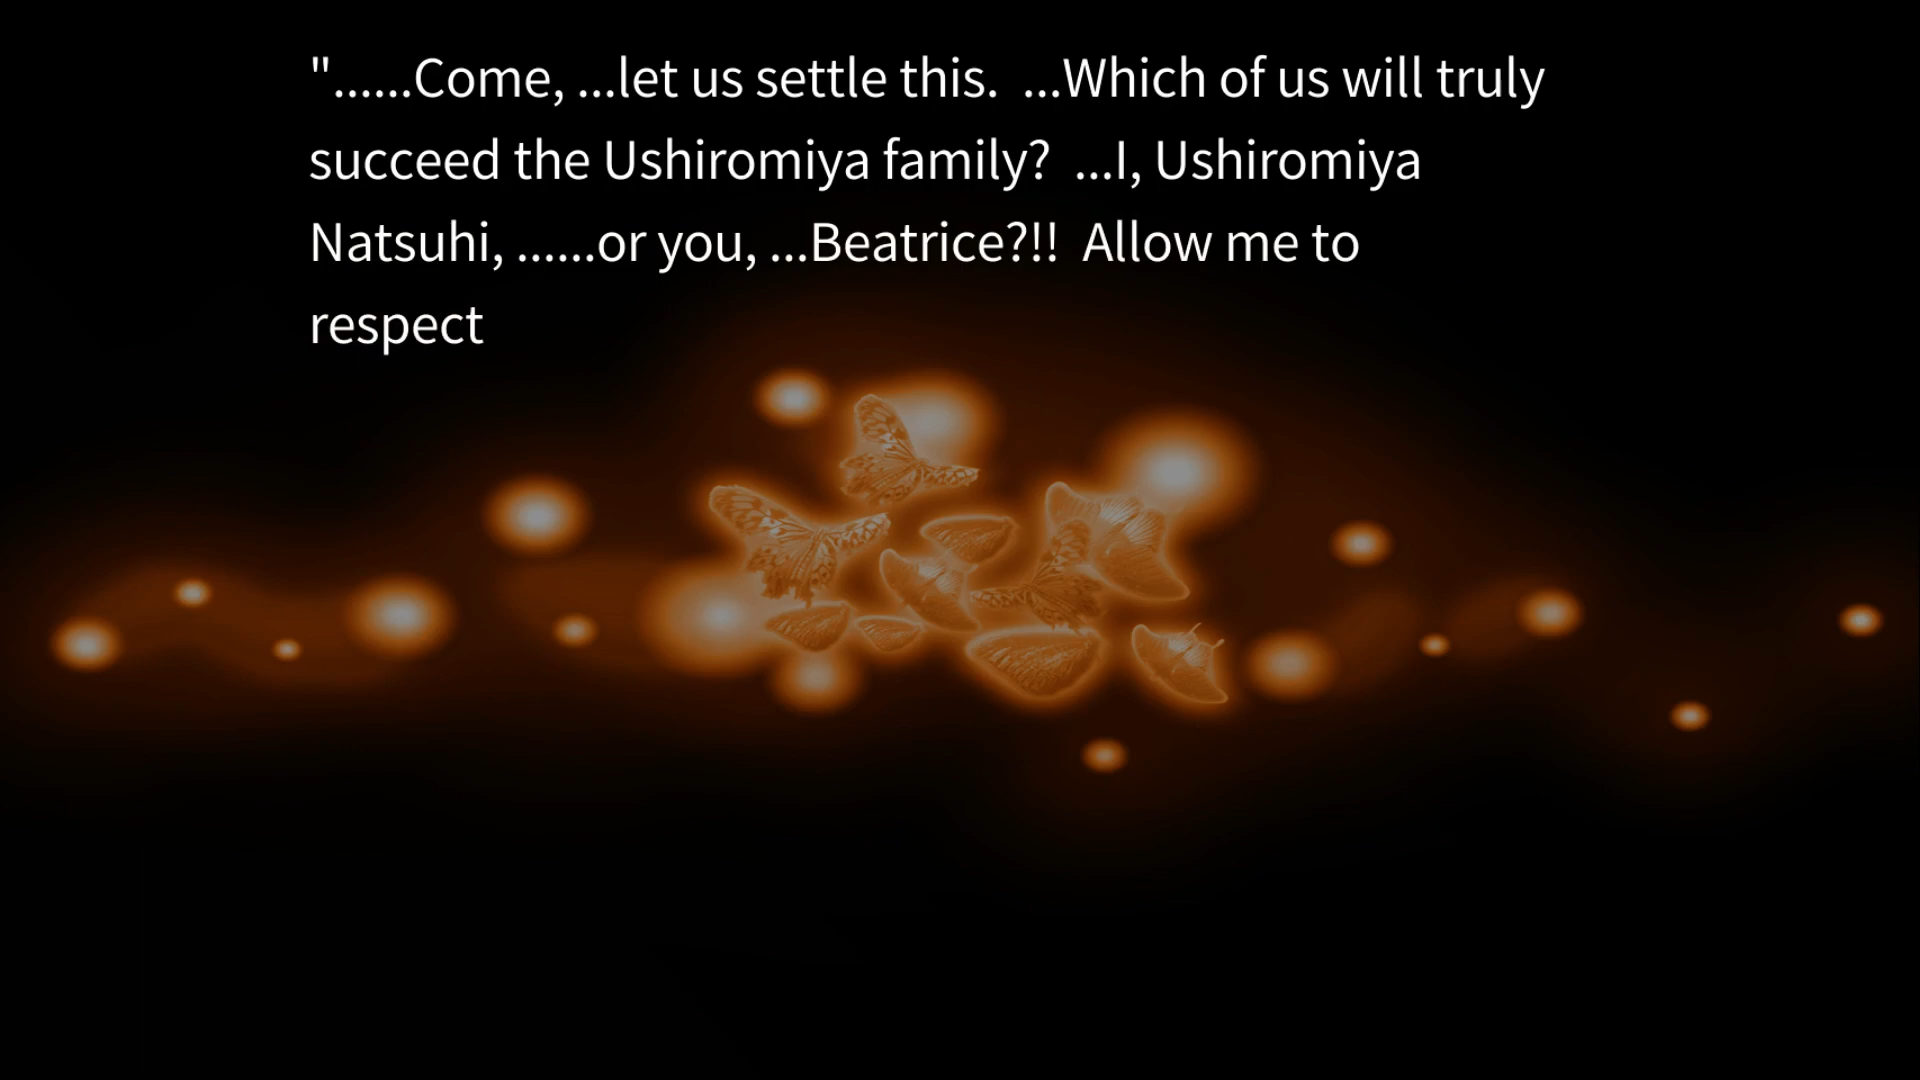 "......Come, ...let us settle this.  ...Which of us will truly
succeed the Ushiromiya family?  ...I, Ushiromiya
Natsuhi, ......or you, ...Beatrice?!!  Allow me to
respect